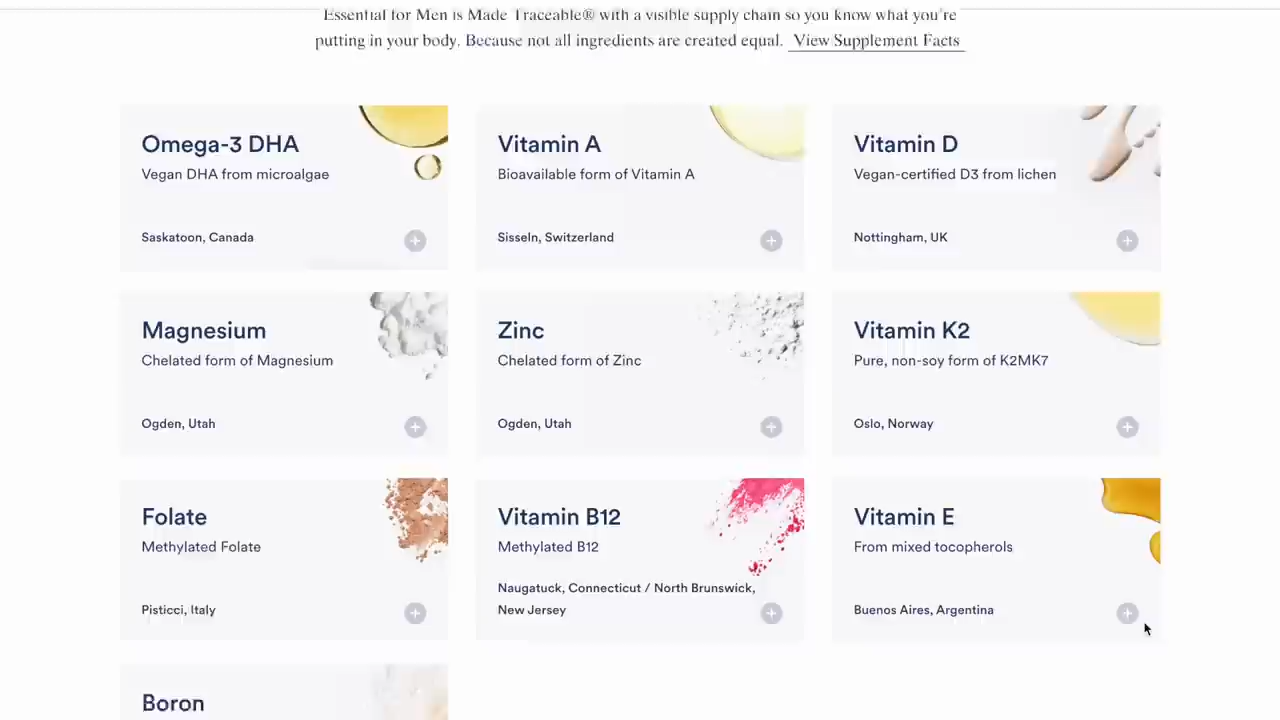 Essential for Men is Made Traceable® with a visible supply chain so you know what you're
putting in your body. Because not all ingredients are created equal. View Supplement Facts
Omega-3 DHA
Vegan DHA from microalgae
Saskatoon, Canada
Vitamin A
Bioavailable form of Vitamin A
Sisseln, Switzerland
Vitamin D
Vegan-certified D3 from lichen
Nottingham, UK
Magnesium
Chelated form of Magnesium
Ogden, Utah
Zinc
Chelated form of Zinc
Ogden, Utah
Vitamin K2
Pure, non-soy form of K2MK7
Oslo, Norway
Folate
Methylated Folate
Pisticci, Italy
Vitamin B12
Methylated B12
Naugatuck, Connecticut / North Brunswick,
New Jersey
Vitamin E
From mixed tocopherols
Buenos Aires, Argentina
Boron